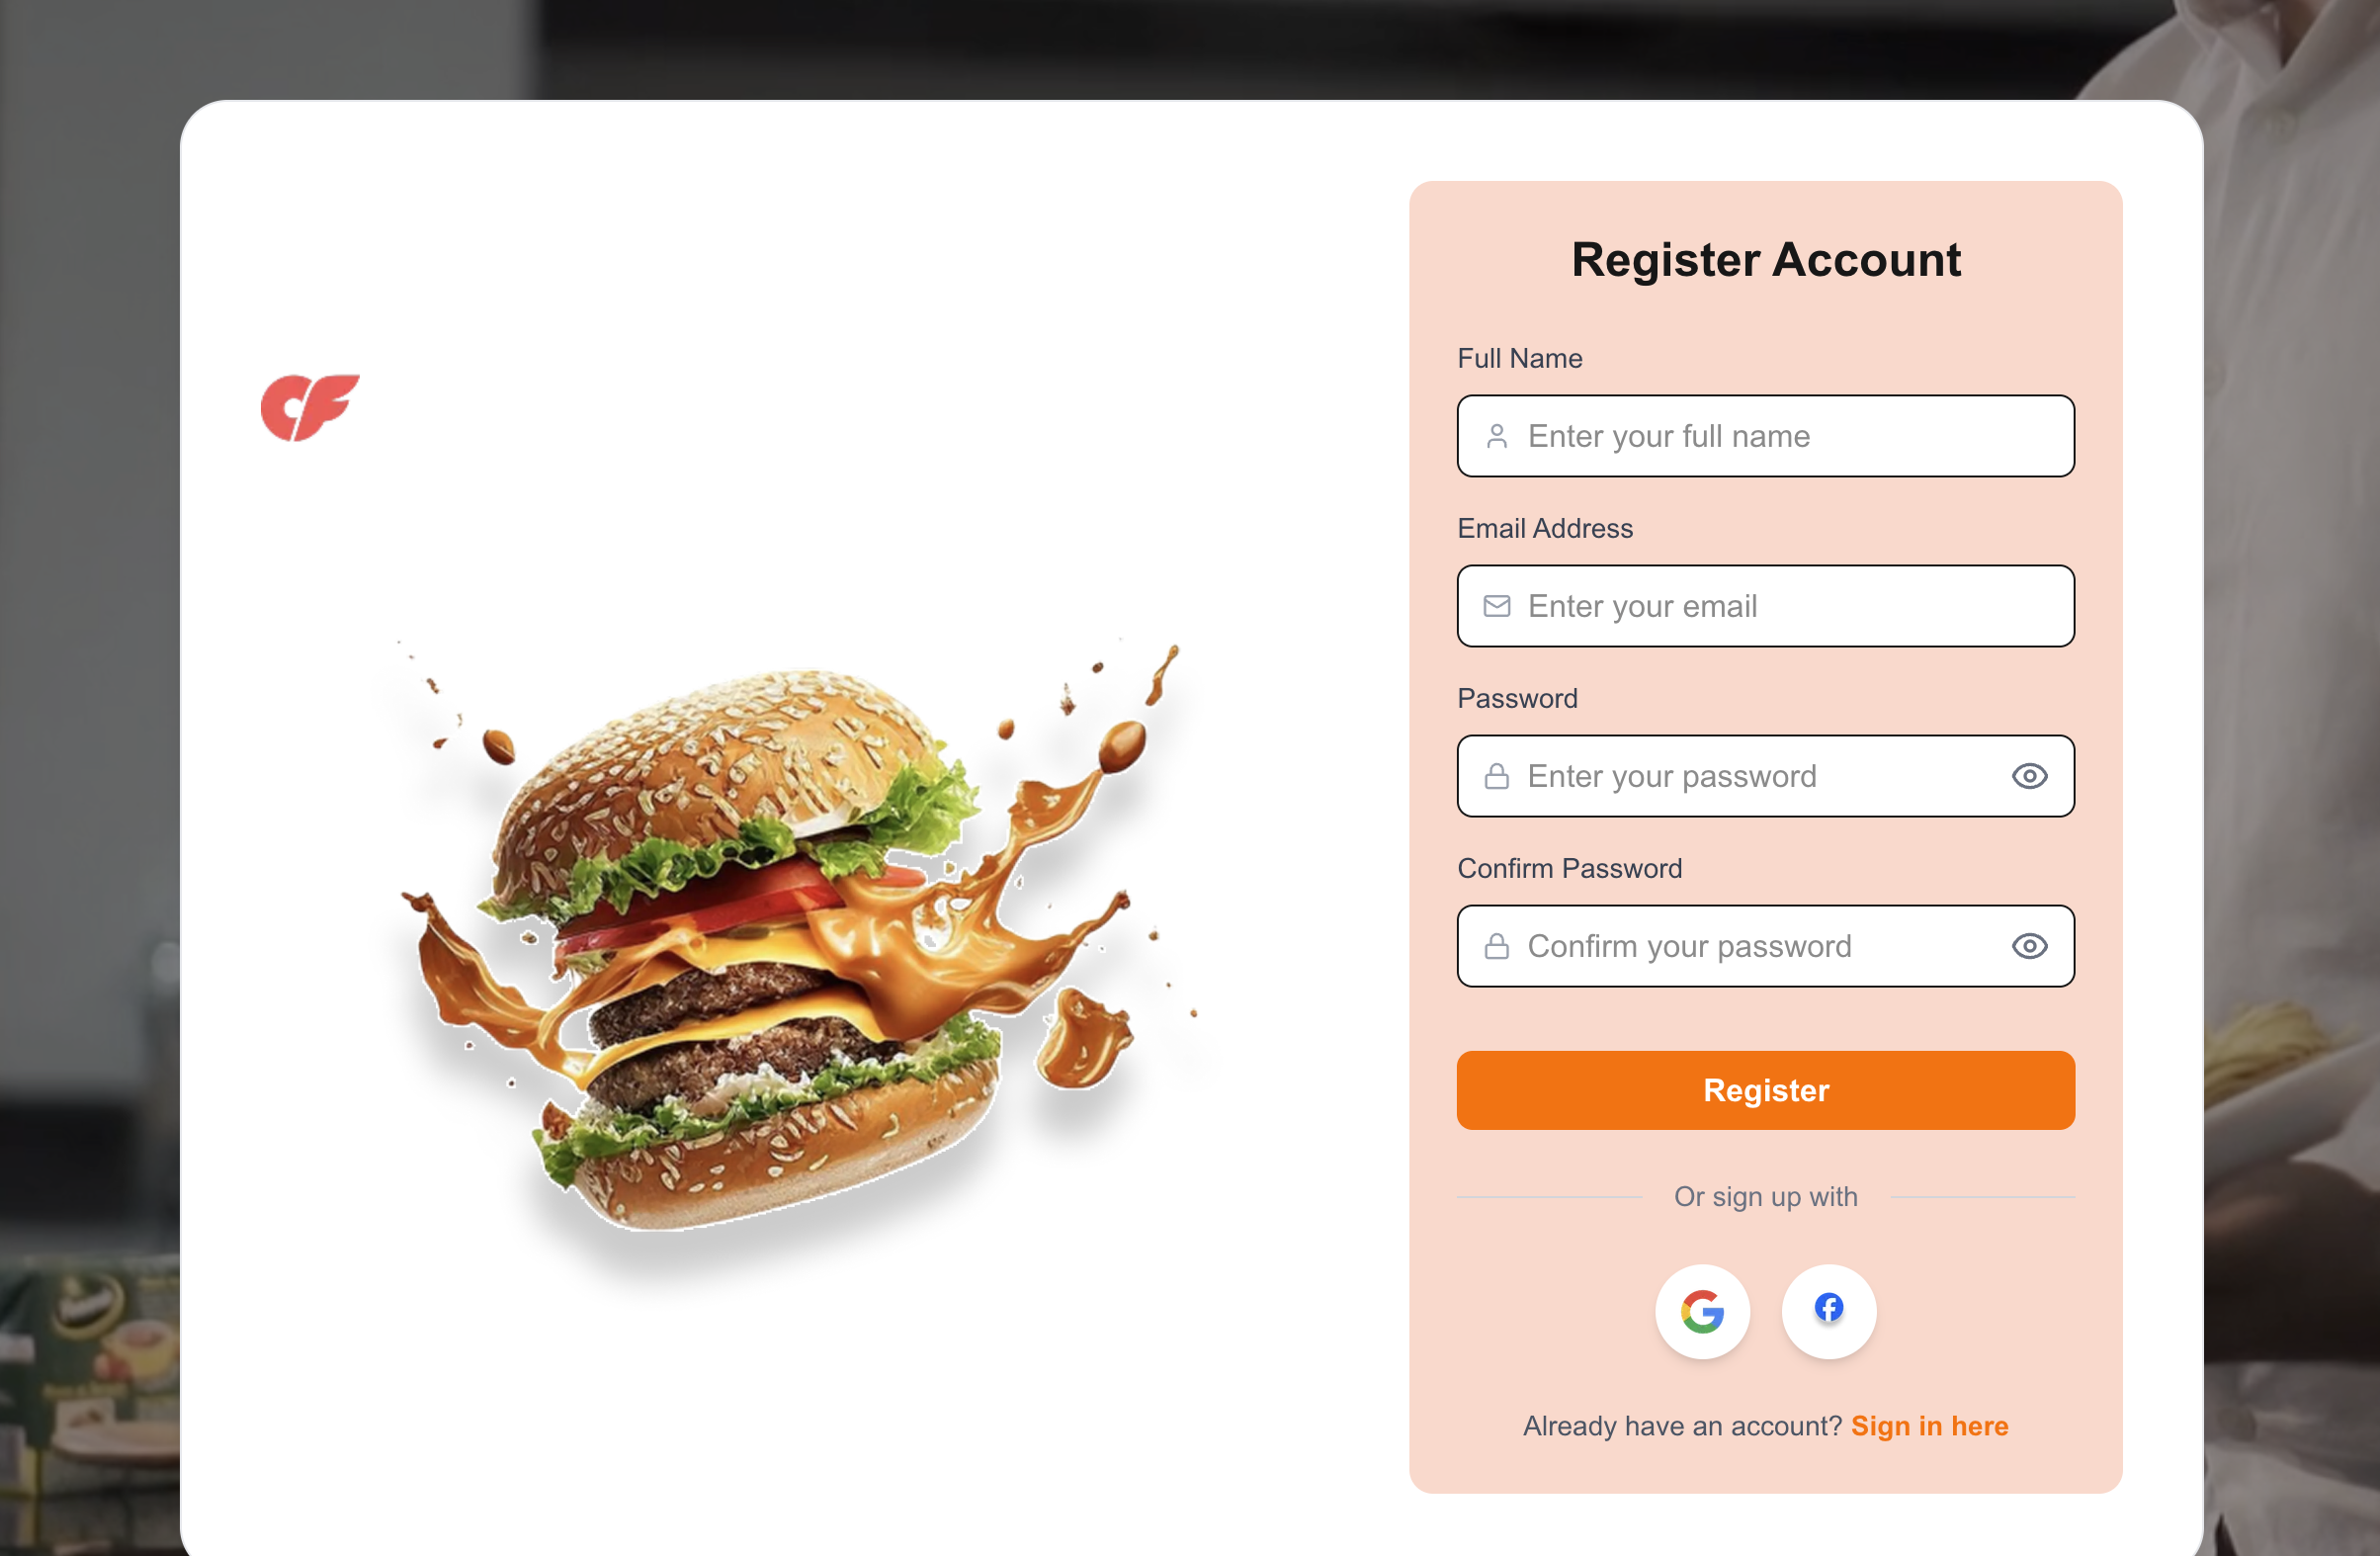 CF
Register Account
Full Name
Enter your full name
Email Address
Enter your email
Password
Enter your password
Confirm Password
Confirm your password
Register
Or sign up with
Already have an account? Sign in here